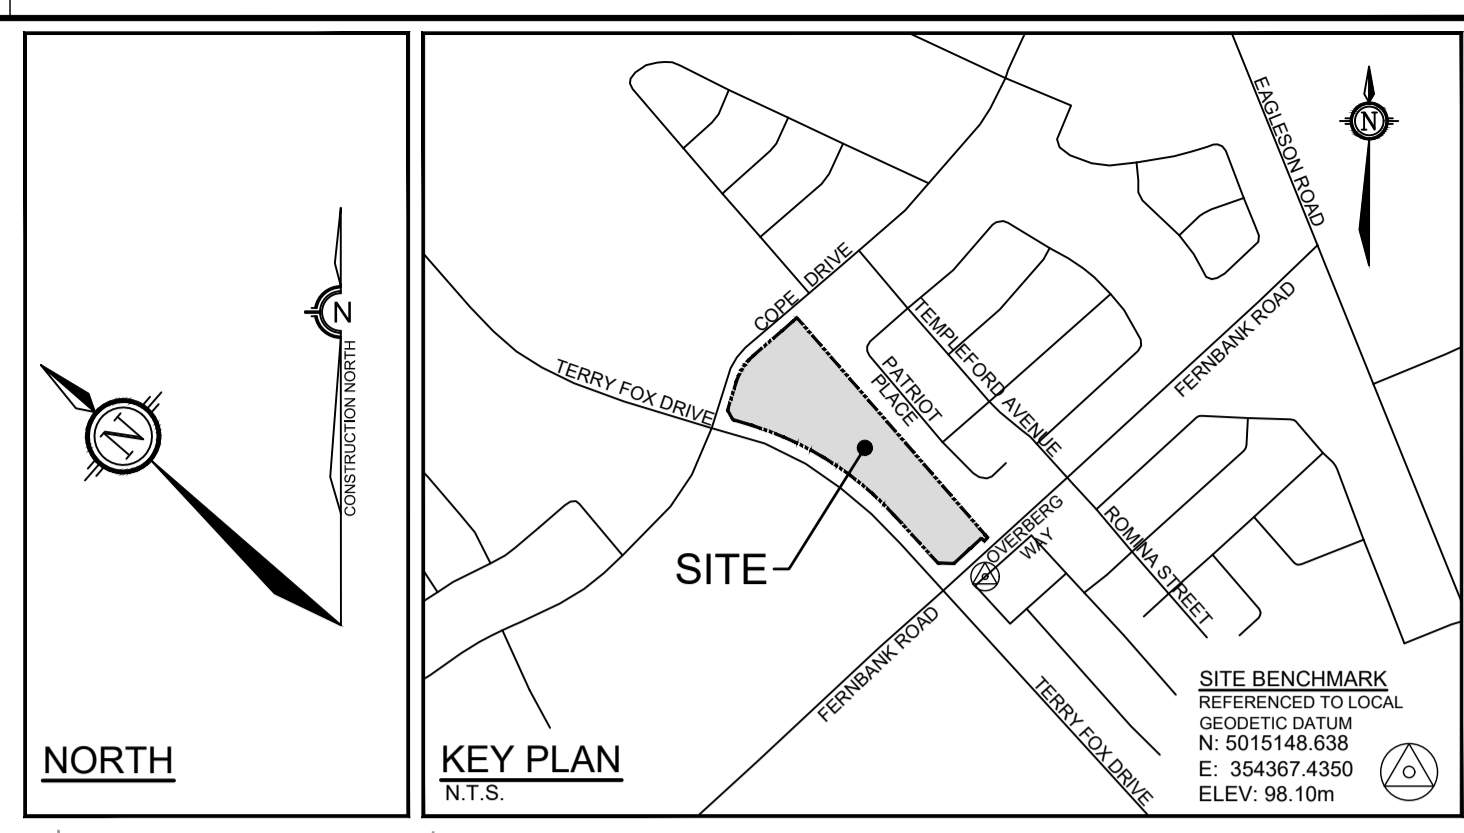 N
CONSTRUCTION NORTH
N
NORTH
EAGLESON ROAD
N
COPE DRIVE
TERRY FOX DRIVE
TEMPLEFORD AVENUE
PATRIOT
PLACE
FERNBANK ROAD
SITE
OVERBERG
WAY
ROMINA STREET
FERNBANK ROAD
TERRY FOX DRIVE
KEY PLAN
N.T.S.
SITE BENCHMARK
REFERENCED TO LOCAL
GEODETIC DATUM
N: 5015148.638
E: 354367.4350
ELEV: 98.10m